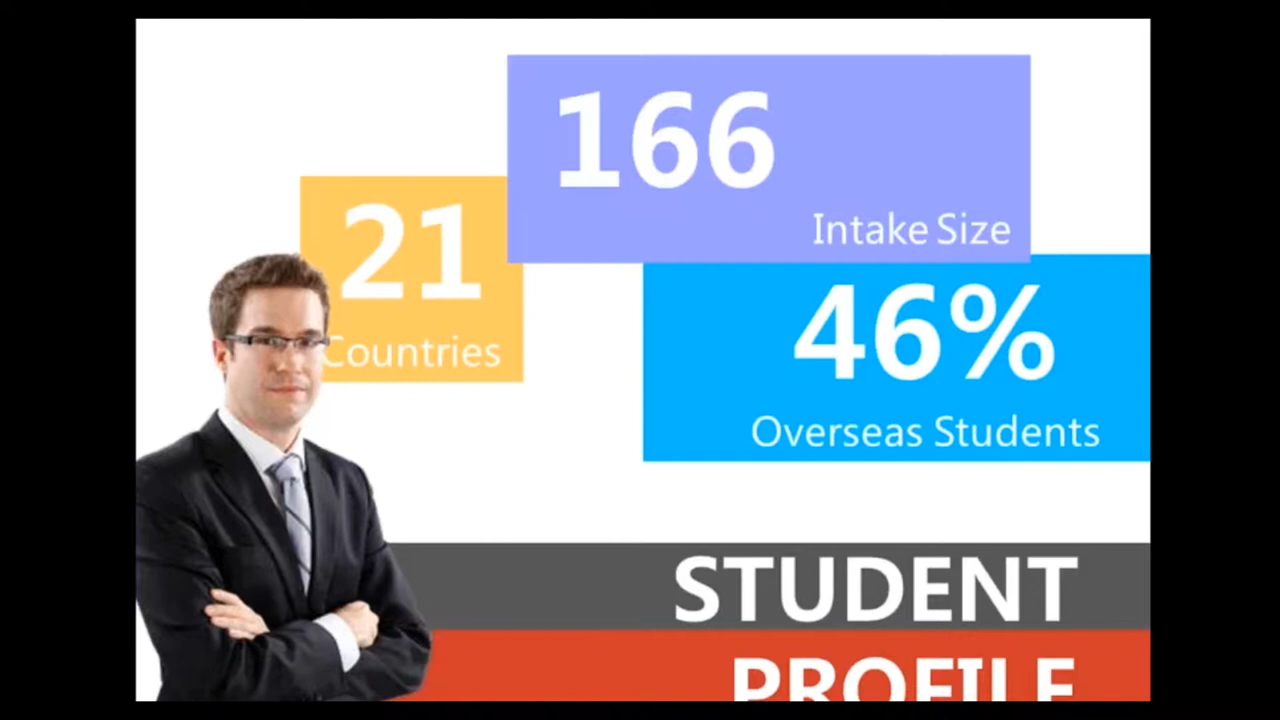 166
Intake Size
21
Countries
46%
Overseas Students
STUDENT
PROFILE